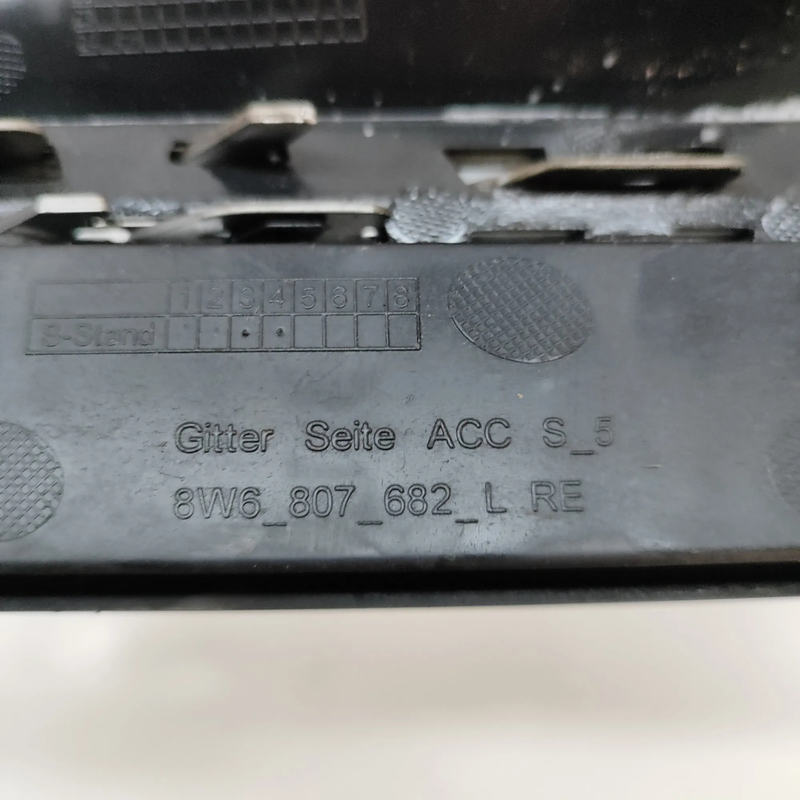 1 2 3 4 5 6 7 8
S-Stand
Gitter Seite ACC S_5
8W6_807_682_L RE